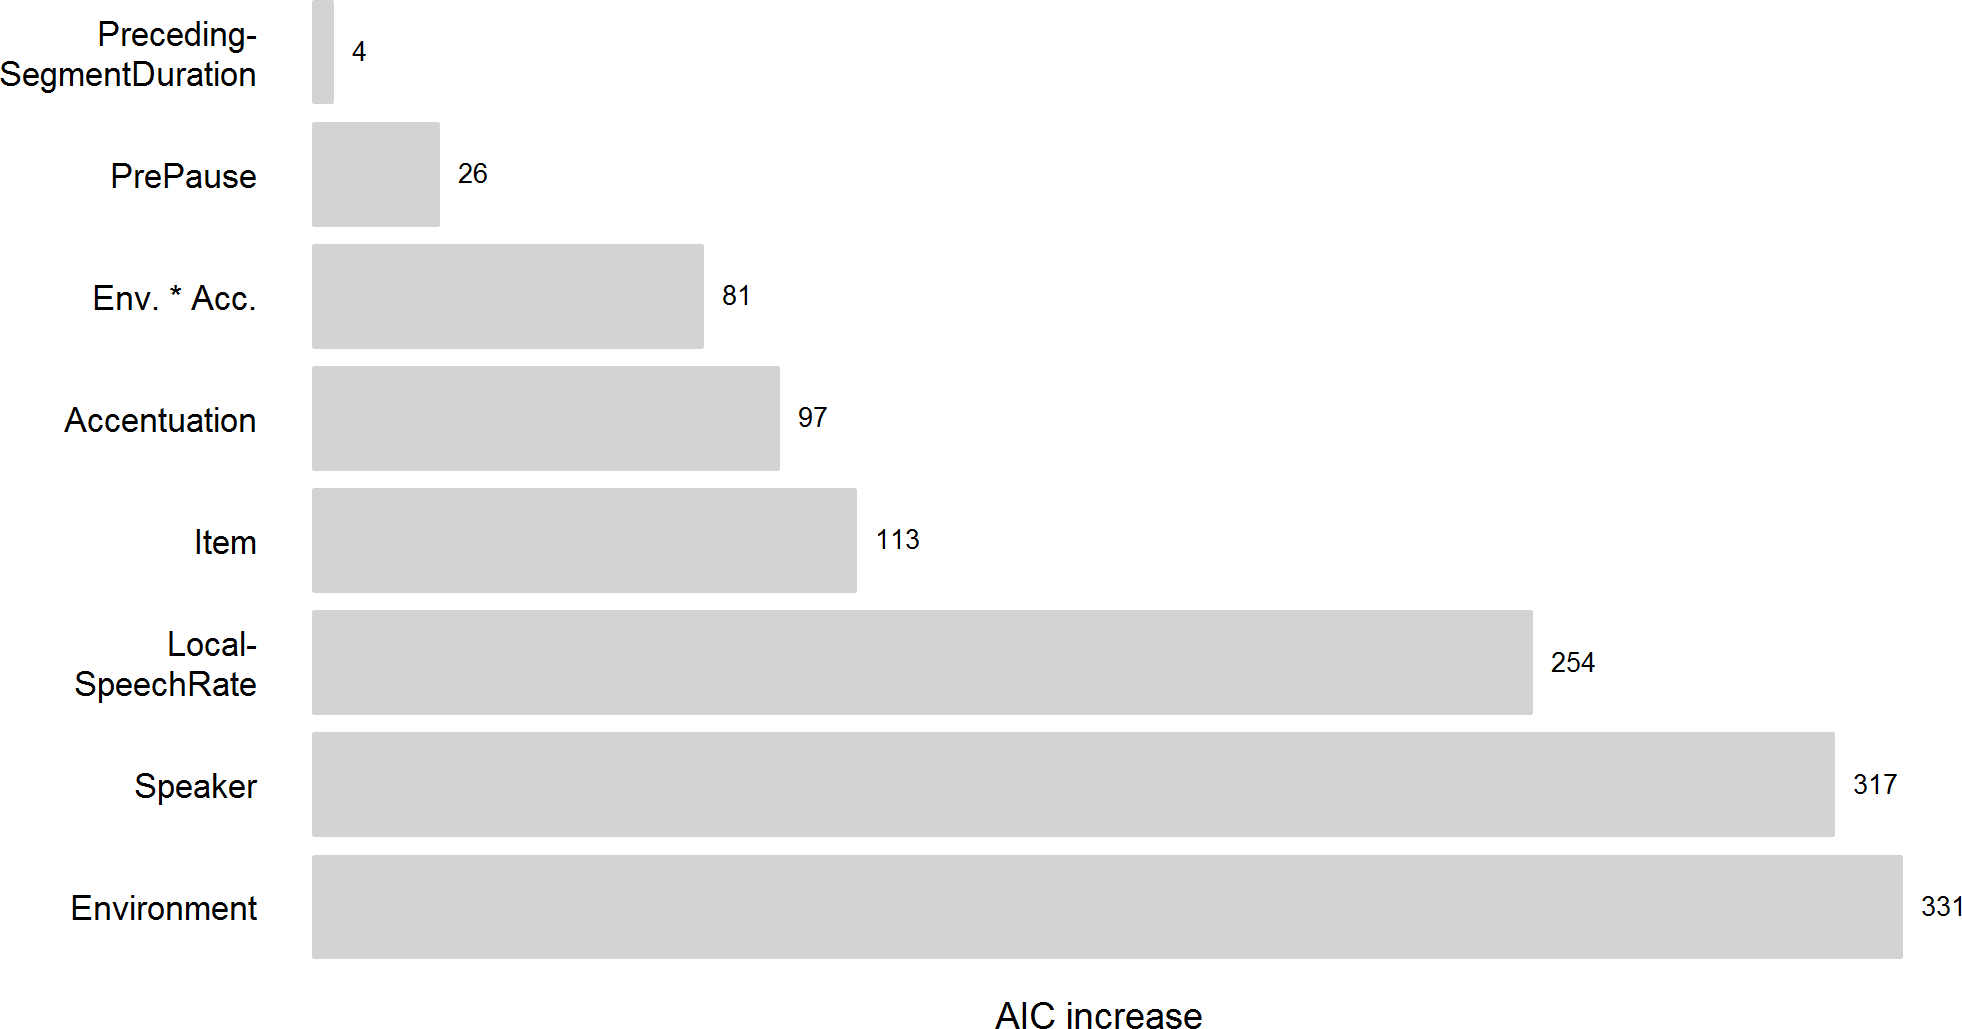 Preceding-
SegmentDuration
4
PrePause
26
Env. * Acc.
81
Accentuation
97
Item
113
Local-
SpeechRate
254
Speaker
317
Environment
331
AIC increase